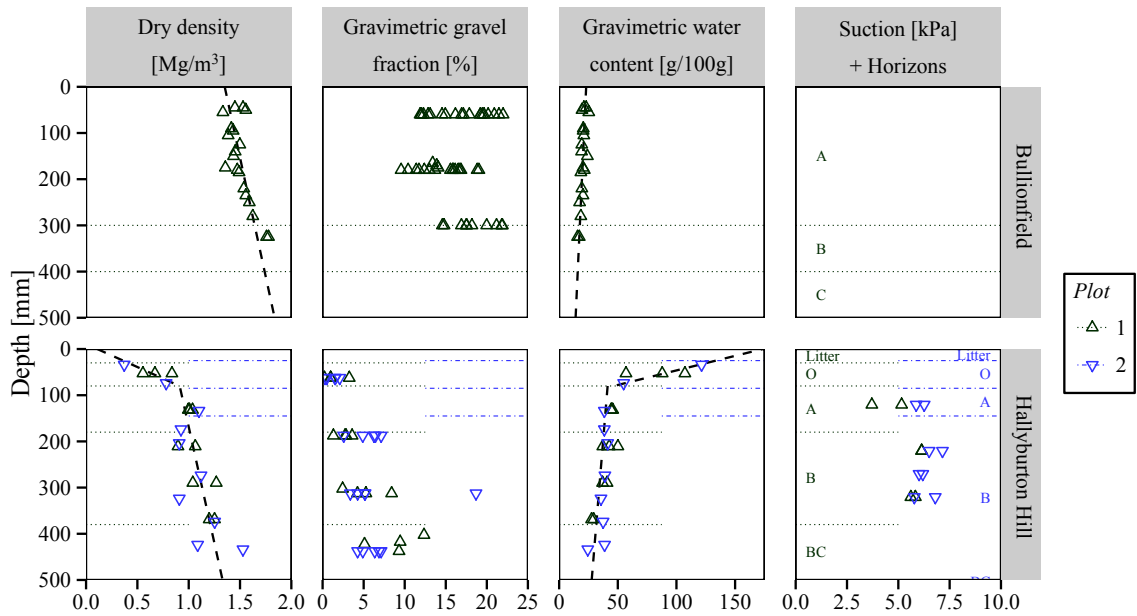 Dry density
[Mg/m³]
Gravimetric gravel
fraction [%]
Gravimetric water
content [g/100g]
Suction [kPa]
+ Horizons
0
100
200
300
400
500
A
B
C
Bullionfield
Depth [mm]
0
100
200
300
400
500
Litter
Litter
O
O
A
A
B
B
BC
BC
Hallyburton Hill
0.0 0.5 1.0 1.5 2.0
0 5 10 15 20 25
0 50 100 150
0.0 2.5 5.0 7.5 10.0
Plot
1
2